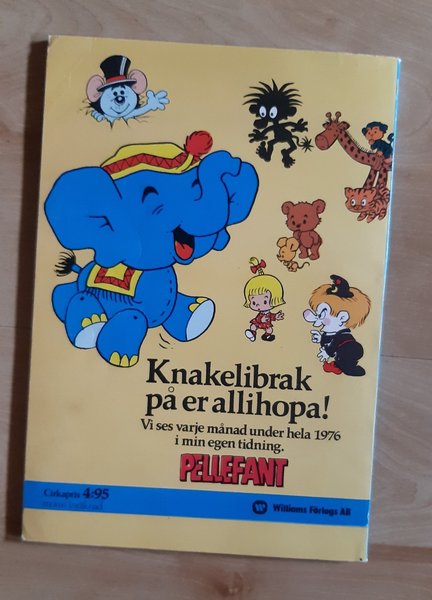 Knakelibrak
på er allihopa!
Vi ses varje månad under hela 1976
i min egen tidning.
PELLEFANT
Cirkapris 4:95
Williams Förlags AB